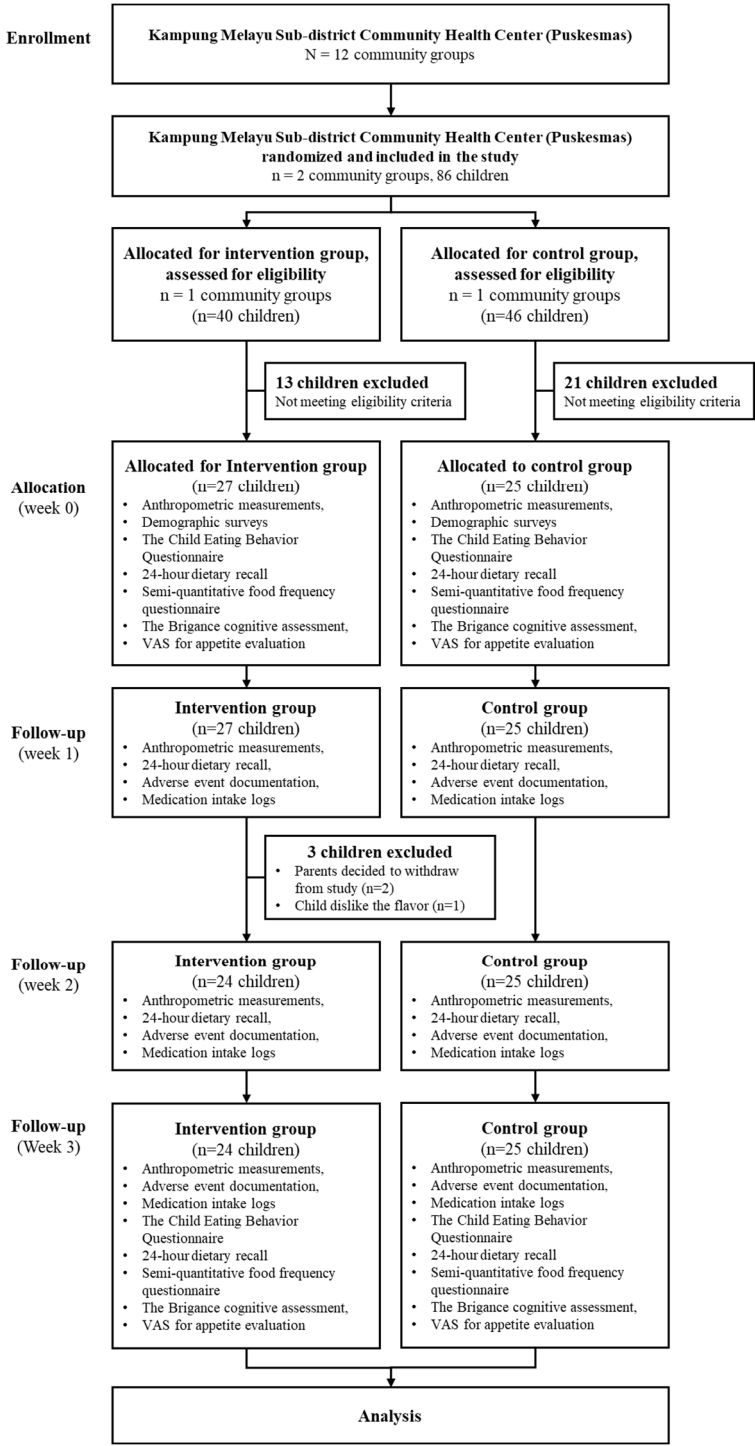 Enrollment
Kampung Melayu Sub-district Community Health Center (Puskesmas)
N = 12 community groups
Kampung Melayu Sub-district Community Health Center (Puskesmas)
randomized and included in the study
n = 2 community groups, 86 children
Allocated for intervention group,
assessed for eligibility
n = 1 community groups
(n=40 children)
Allocated for control group,
assessed for eligibility
n = 1 community groups
(n=46 children)
13 children excluded
Not meeting eligibility criteria
21 children excluded
Not meeting eligibility criteria
Allocation
(week 0)
Allocated for Intervention group
(n=27 children)
• Anthropometric measurements,
• Demographic surveys
• The Child Eating Behavior
Questionnaire
• 24-hour dietary recall
• Semi-quantitative food frequency
questionnaire
• The Brigance cognitive assessment,
• VAS for appetite evaluation
Allocated to control group
(n=25 children)
• Anthropometric measurements,
• Demographic surveys
• The Child Eating Behavior
Questionnaire
• 24-hour dietary recall
• Semi-quantitative food frequency
questionnaire
• The Brigance cognitive assessment,
• VAS for appetite evaluation
Follow-up
(week 1)
Intervention group
(n=27 children)
• Anthropometric measurements,
• 24-hour dietary recall,
• Adverse event documentation,
• Medication intake logs
Control group
(n=25 children)
• Anthropometric measurements,
• 24-hour dietary recall,
• Adverse event documentation,
• Medication intake logs
3 children excluded
• Parents decided to withdraw
from study (n=2)
• Child dislike the flavor (n=1)
Follow-up
(week 2)
Intervention group
(n=24 children)
• Anthropometric measurements,
• 24-hour dietary recall,
• Adverse event documentation,
• Medication intake logs
Control group
(n=25 children)
• Anthropometric measurements,
• 24-hour dietary recall,
• Adverse event documentation,
• Medication intake logs
Follow-up
(Week 3)
Intervention group
(n=24 children)
• Anthropometric measurements,
• Adverse event documentation,
• Medication intake logs
• The Child Eating Behavior
Questionnaire
• 24-hour dietary recall
• Semi-quantitative food frequency
questionnaire
• The Brigance cognitive assessment,
• VAS for appetite evaluation
Control group
(n=25 children)
• Anthropometric measurements,
• Adverse event documentation,
• Medication intake logs
• The Child Eating Behavior
Questionnaire
• 24-hour dietary recall
• Semi-quantitative food frequency
questionnaire
• The Brigance cognitive assessment,
• VAS for appetite evaluation
Analysis